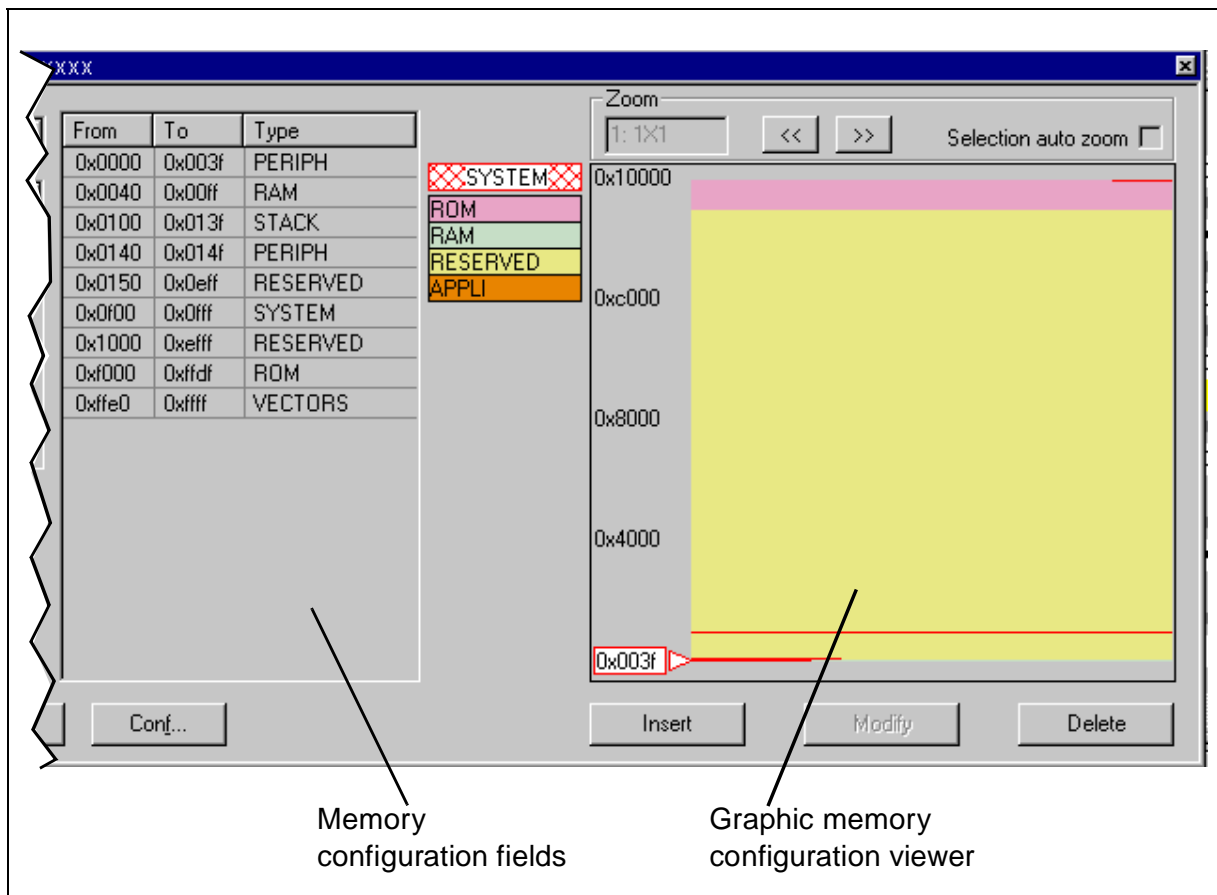 XXX
From To Type
0x0000 0x003f PERIPH
0x0040 0x00ff RAM
0x0100 0x013f STACK
0x0140 0x014f PERIPH
0x0150 0x0eff RESERVED
0x0f00 0x0fff SYSTEM
0x1000 0xefff RESERVED
0xf000 0xffdf ROM
0xffe0 0xffff VECTORS
SYSTEM
ROM
RAM
RESERVED
APPLI
Zoom
1: 1X1 << >> Selection auto zoom
0x10000
0xc000
0x8000
0x4000
0x003f
Conf... Insert Modify Delete
Memory
configuration fields
Graphic memory
configuration viewer